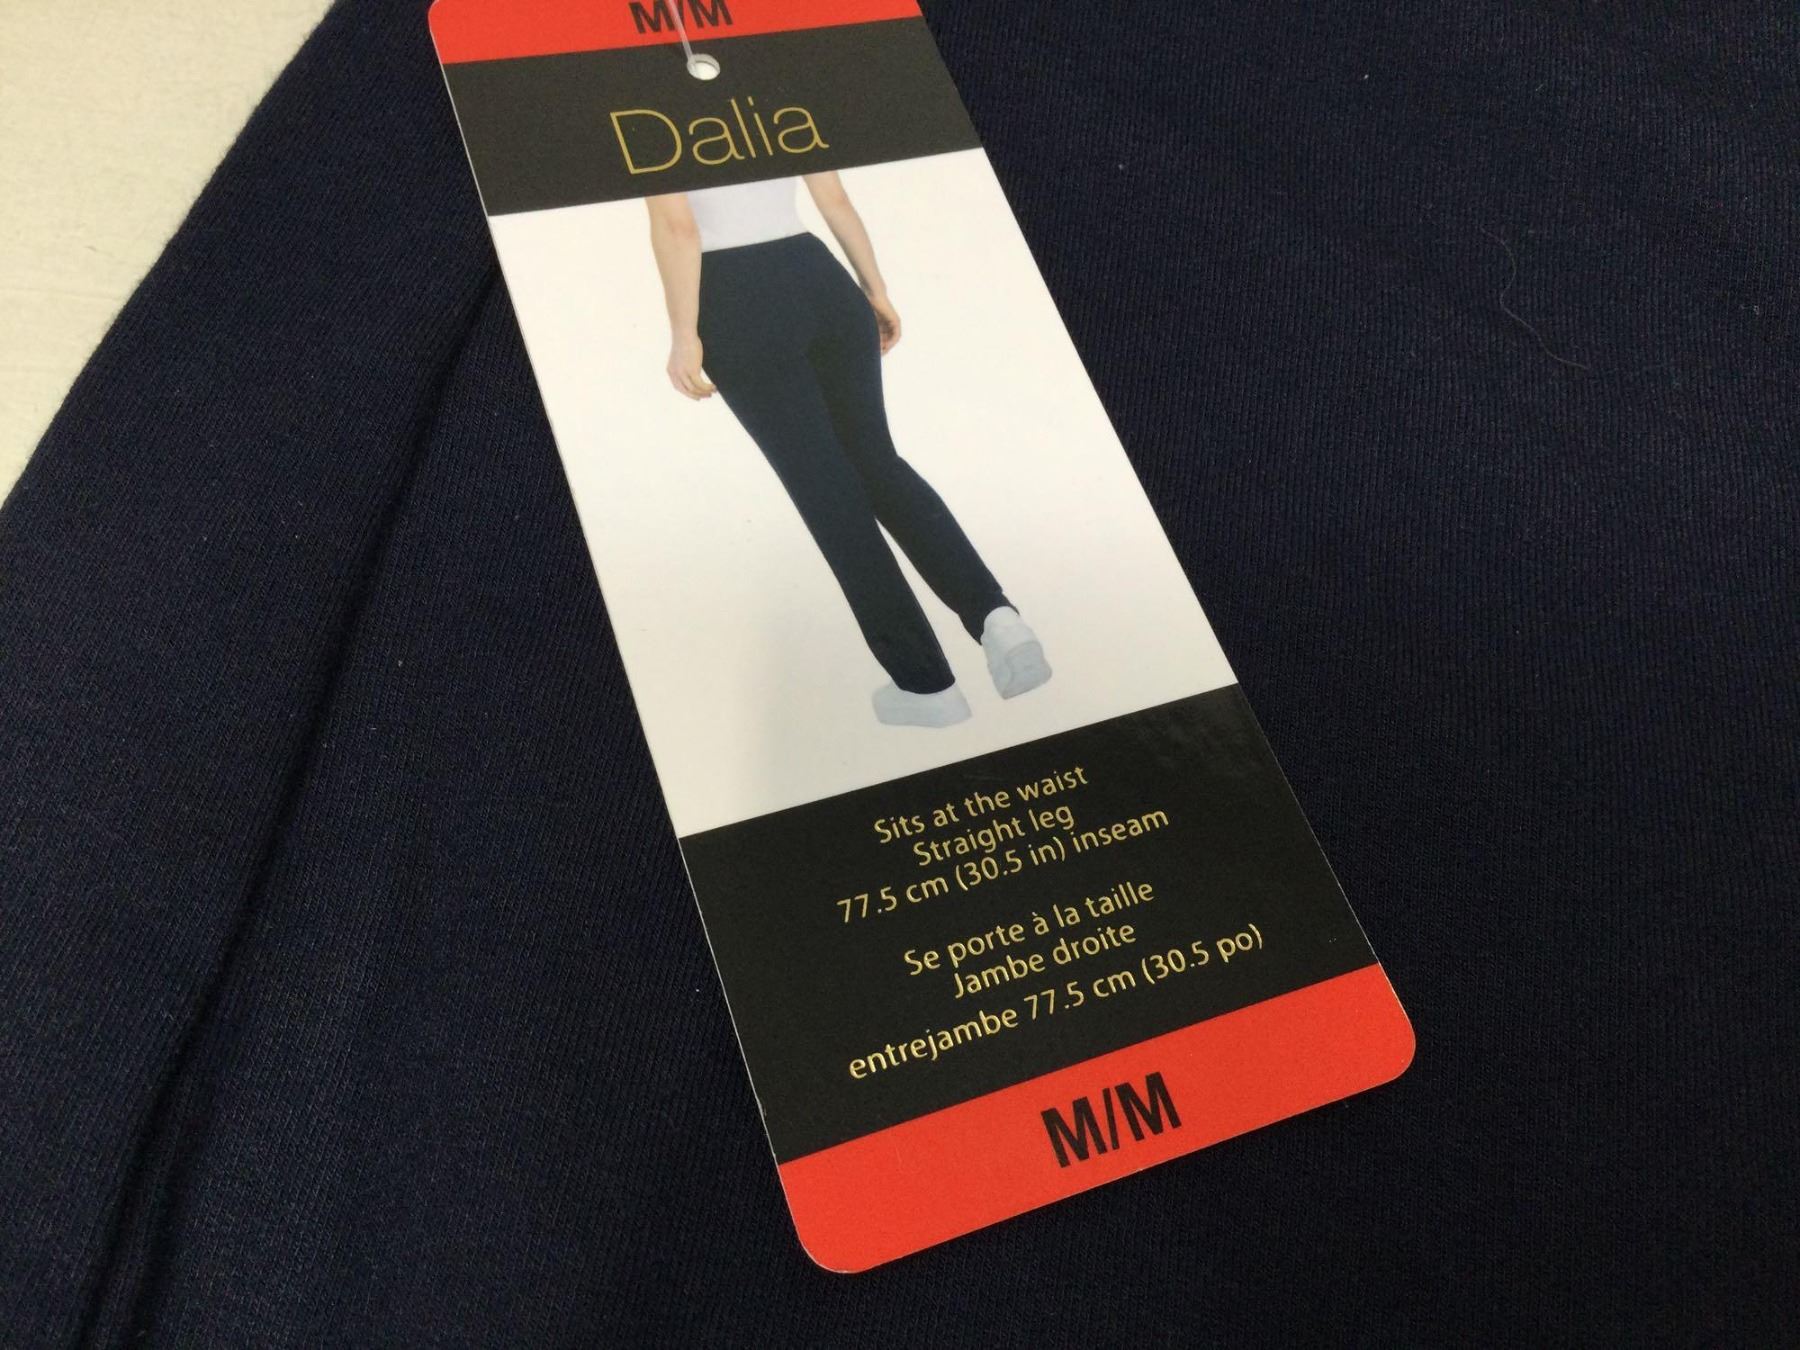 M/M
Dalia
Sits at the waist
Straight leg
77.5 cm (30.5 in) inseam
Se porte à la taille
Jambe droite
entrejambe 77.5 cm (30.5 po)
M/M